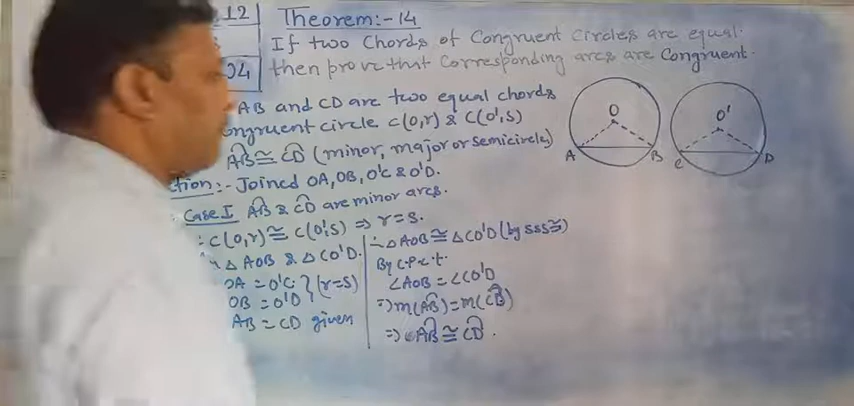 12
Theorem:-14
If two Chords of Congruent Circles are equal.
04
then prove that Corresponding arcs are Congruent.
AB and CD are two equal chords
ongruent circle C(O,r) & C(O',S)
AB ≅ CD (minor, major or semicircle)
ction:- Joined OA, OB, O'C & O'D.
Case I AB & CD are minor arcs.
∵ C(O,r) ≅ C(O',S) ⇒ r=s.
△AOB & △CO'D.
OA = O'C } (r=s)
OB = O'D
AB = CD given
∴ △AOB ≅ △CO'D (by SSS≅)
By C.P.C.t.
∠AOB = ∠CO'D
⇒ m(AB) = m(CD)
⇒ AB ≅ CD.
O
A
B
O'
C
D